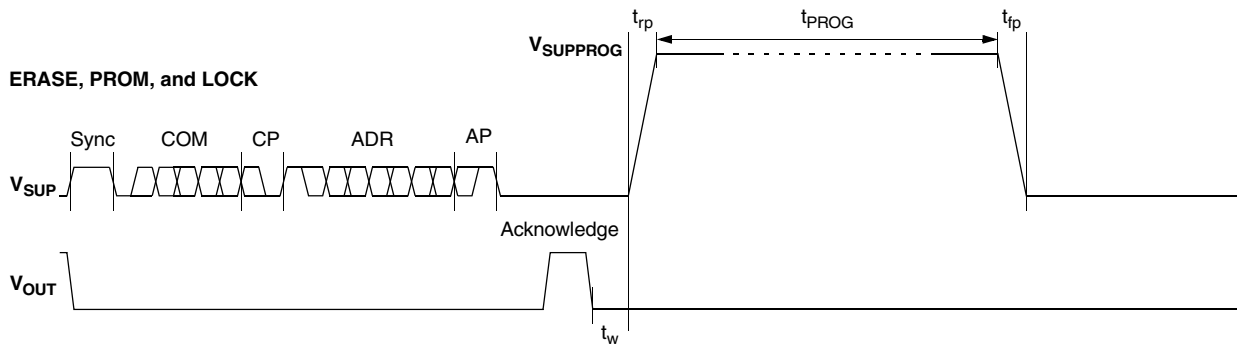 t_rp t_PROG t_fp
V_SUPPROG
ERASE, PROM, and LOCK
Sync COM CP ADR AP
V_SUP
Acknowledge
V_OUT
t_w